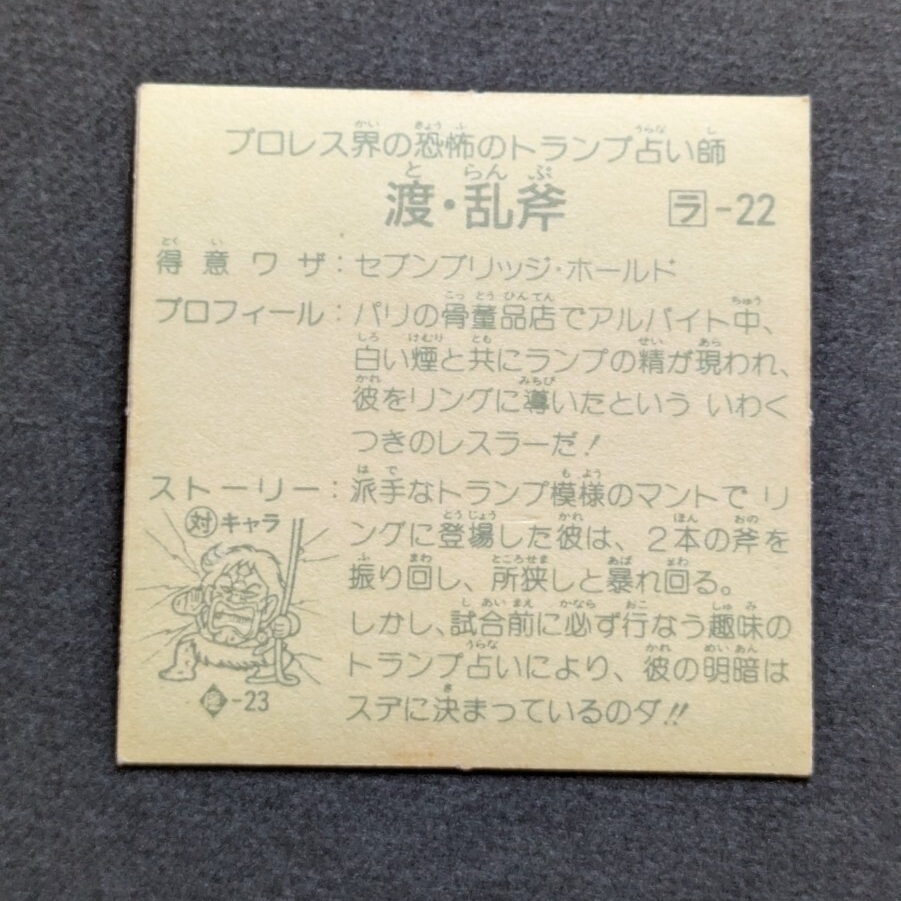 プロレス界の恐怖のトランプ占い師
渡・乱斧 ラ-22
得意ワザ：セブンブリッジ・ホールド
プロフィール：パリの骨董品店でアルバイト中、
白い煙と共にランプの精が現われ、
彼をリングに導いたという いわく
つきのレスラーだ！
ストーリー：派手なトランプ模様のマントでリ
ングに登場した彼は、2本の斧を
振り回し、所狭しと暴れ回る。
しかし、試合前に必ず行なう趣味の
トランプ占いにより、彼の明暗は
ステに決まっているのダ!!
対キャラ
-23